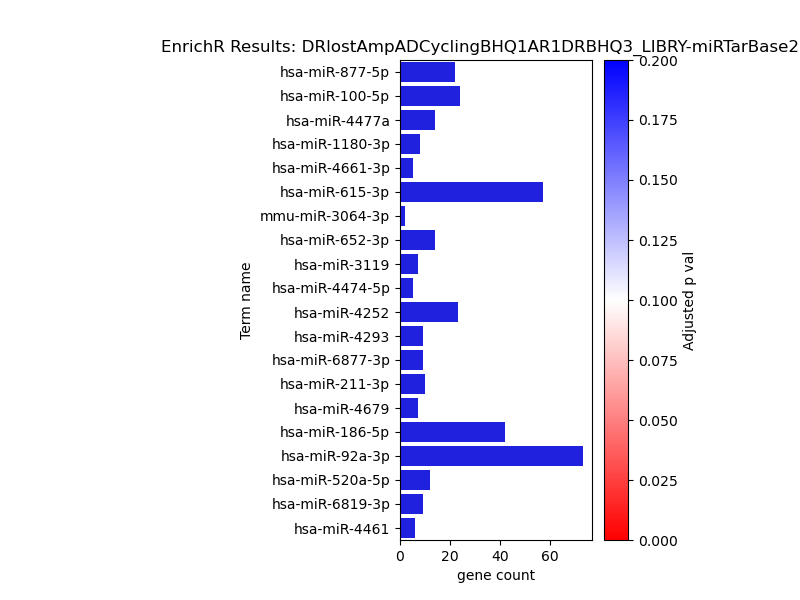 EnrichR Results: DRlostAmpADCyclingBHQ1AR1DRBHQ3_LIBRY-miRTarBase2
hsa-miR-877-5p
hsa-miR-100-5p
hsa-miR-4477a
hsa-miR-1180-3p
hsa-miR-4661-3p
hsa-miR-615-3p
mmu-miR-3064-3p
hsa-miR-652-3p
hsa-miR-3119
hsa-miR-4474-5p
hsa-miR-4252
hsa-miR-4293
hsa-miR-6877-3p
hsa-miR-211-3p
hsa-miR-4679
hsa-miR-186-5p
hsa-miR-92a-3p
hsa-miR-520a-5p
hsa-miR-6819-3p
hsa-miR-4461
Term name
0 20 40 60
gene count
0.200
0.175
0.150
0.125
0.100
0.075
0.050
0.025
0.000
Adjusted p val